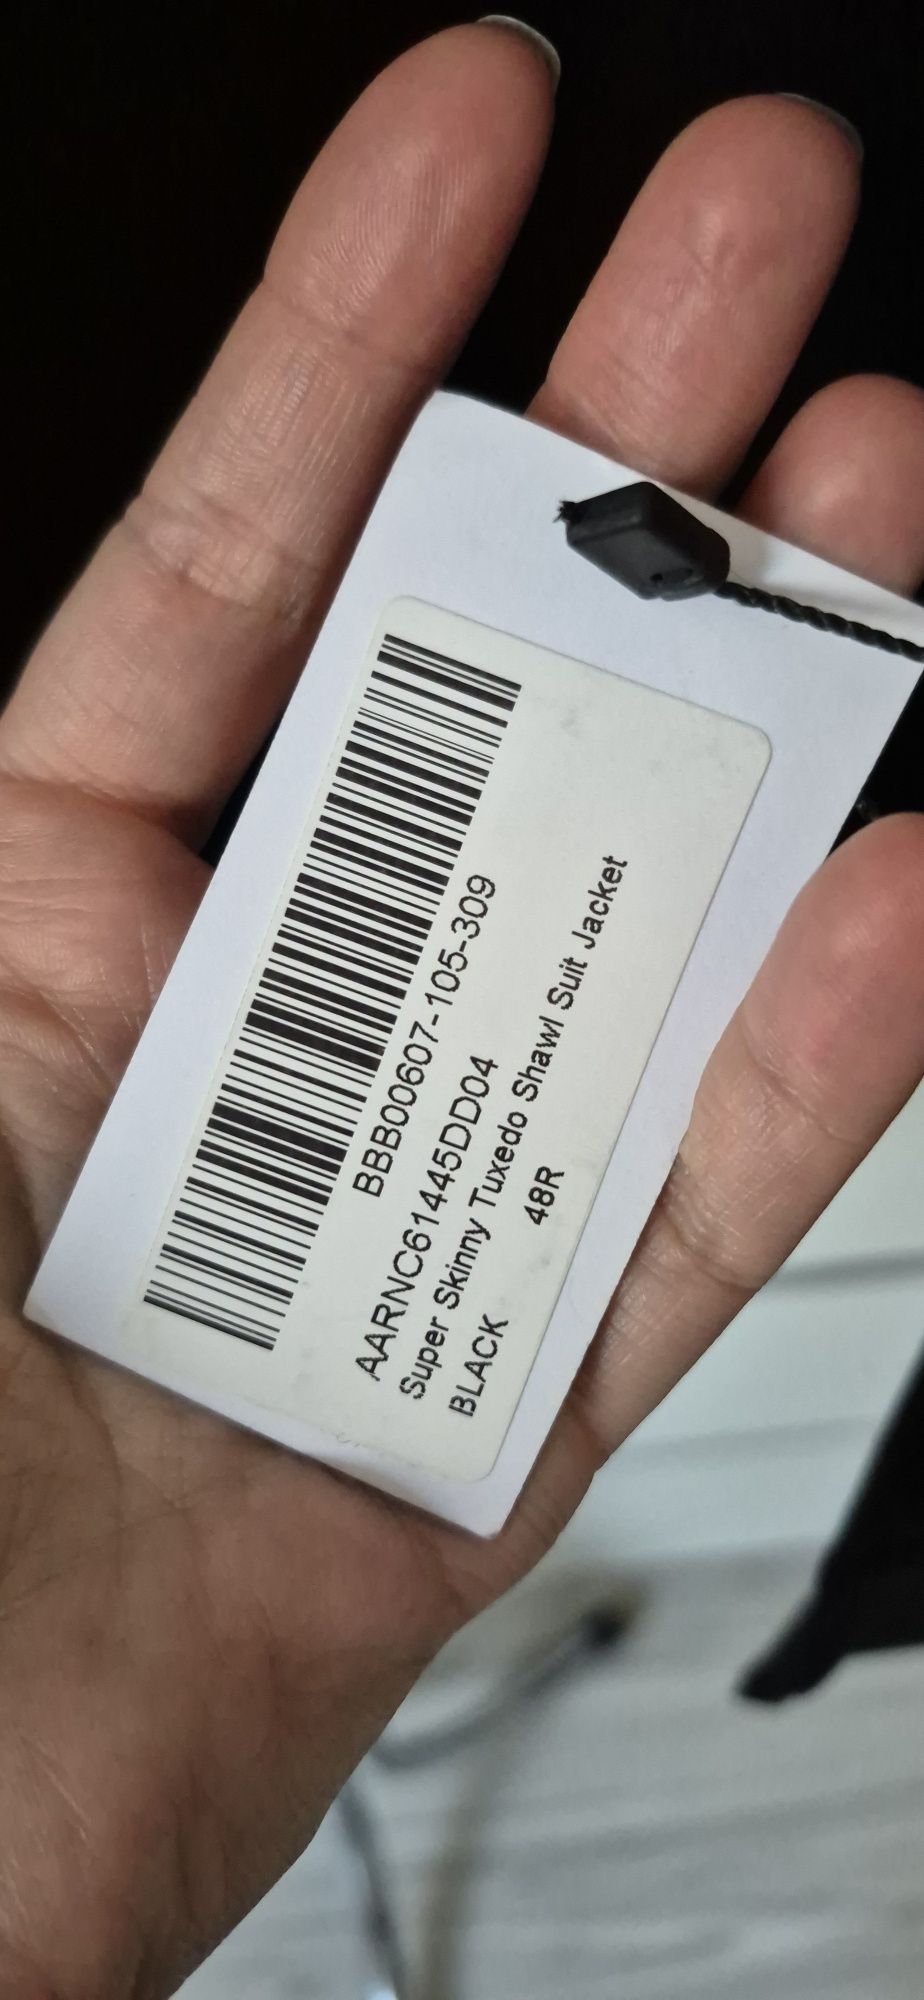 BBB00607-105-309
AARNC61445DD04
Super Skinny Tuxedo Shawl Suit Jacket
BLACK 48R